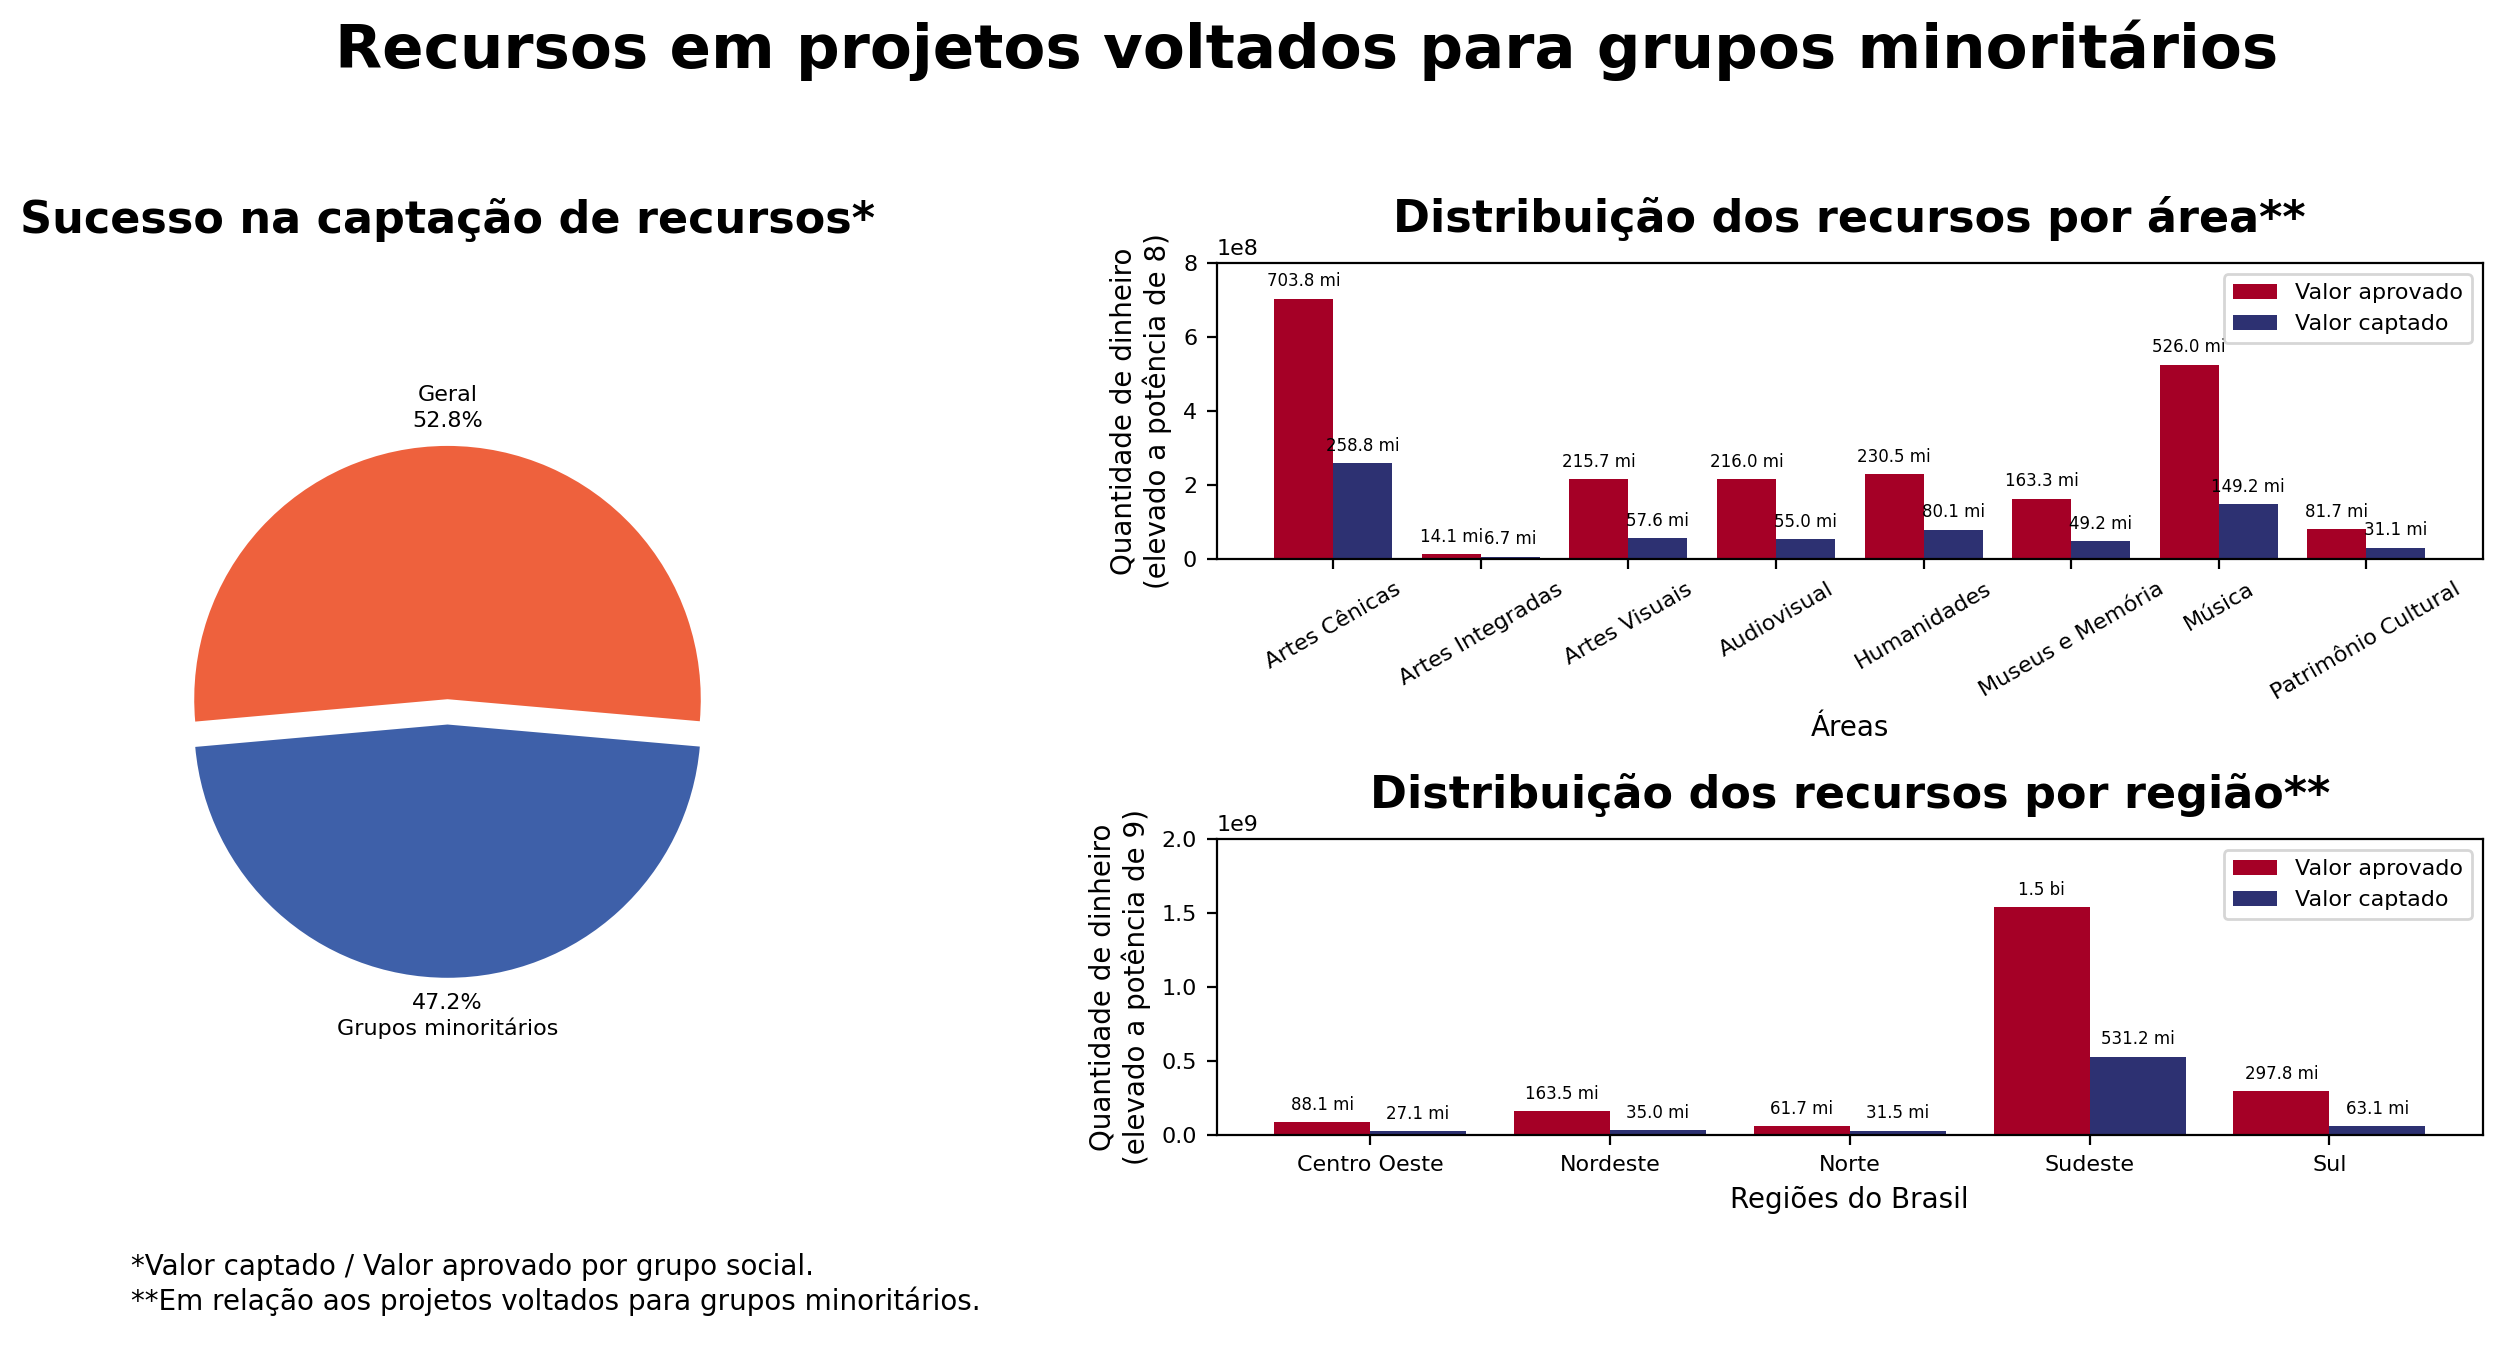 Recursos em projetos voltados para grupos minoritários
Sucesso na captação de recursos*
Geral
52.8%
47.2%
Grupos minoritários
Distribuição dos recursos por área**
1e8
Quantidade de dinheiro
(elevado a potência de 8)
8
6
4
2
0
Valor aprovado
Valor captado
703.8 mi
258.8 mi
14.1 mi
6.7 mi
215.7 mi
57.6 mi
216.0 mi
55.0 mi
230.5 mi
80.1 mi
163.3 mi
49.2 mi
526.0 mi
149.2 mi
81.7 mi
31.1 mi
Artes Cênicas
Artes Integradas
Artes Visuais
Audiovisual
Humanidades
Museus e Memória
Música
Patrimônio Cultural
Áreas
Distribuição dos recursos por região**
1e9
Quantidade de dinheiro
(elevado a potência de 9)
2.0
1.5
1.0
0.5
0.0
Valor aprovado
Valor captado
88.1 mi
27.1 mi
163.5 mi
35.0 mi
61.7 mi
31.5 mi
1.5 bi
531.2 mi
297.8 mi
63.1 mi
Centro Oeste
Nordeste
Norte
Sudeste
Sul
Regiões do Brasil
*Valor captado / Valor aprovado por grupo social.
**Em relação aos projetos voltados para grupos minoritários.